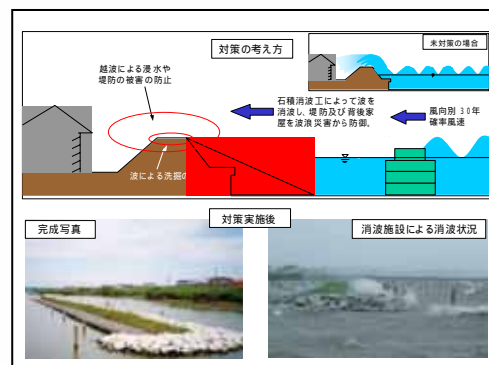 対策の考え方
未対策の場合
越波による浸水や
堤防の被害の防止
石積消波工によって波を
消波し、堤防及び背後家
屋を波浪災害から防御。
風向別30年
確率風速
波による洗掘の
対策実施後
完成写真
消波施設による消波状況